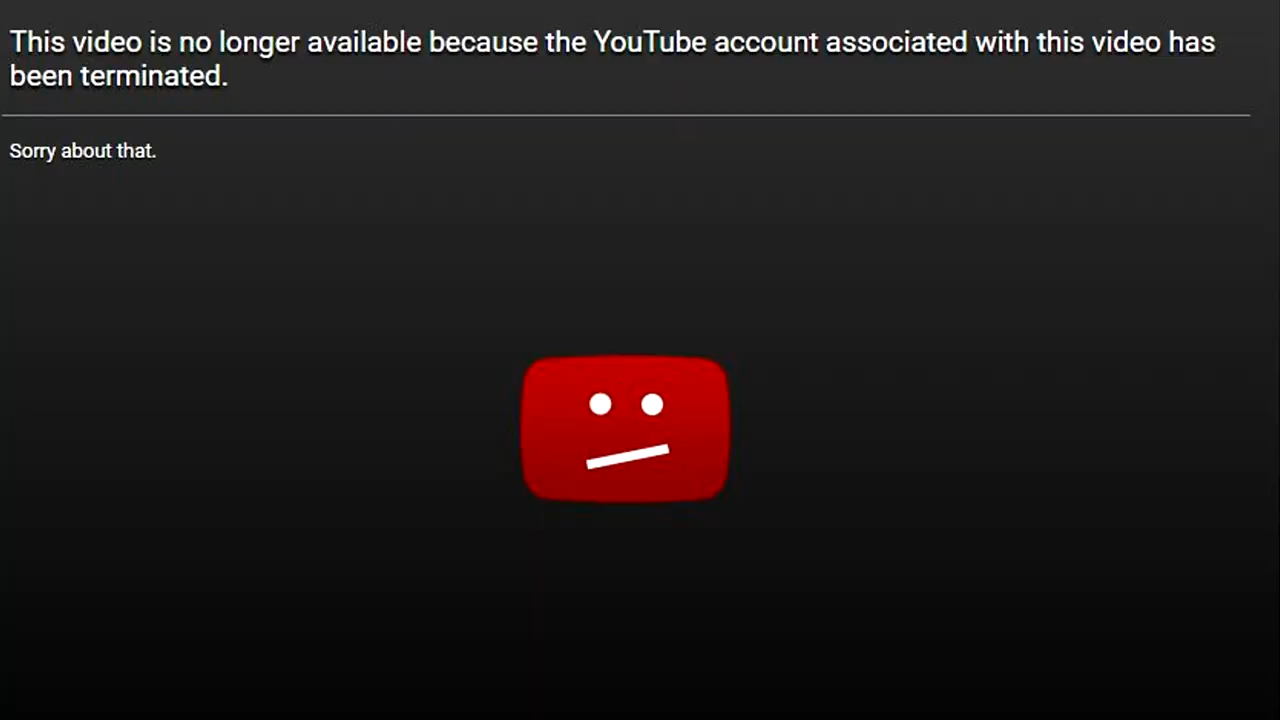 This video is no longer available because the YouTube account associated with this video has
been terminated.
Sorry about that.